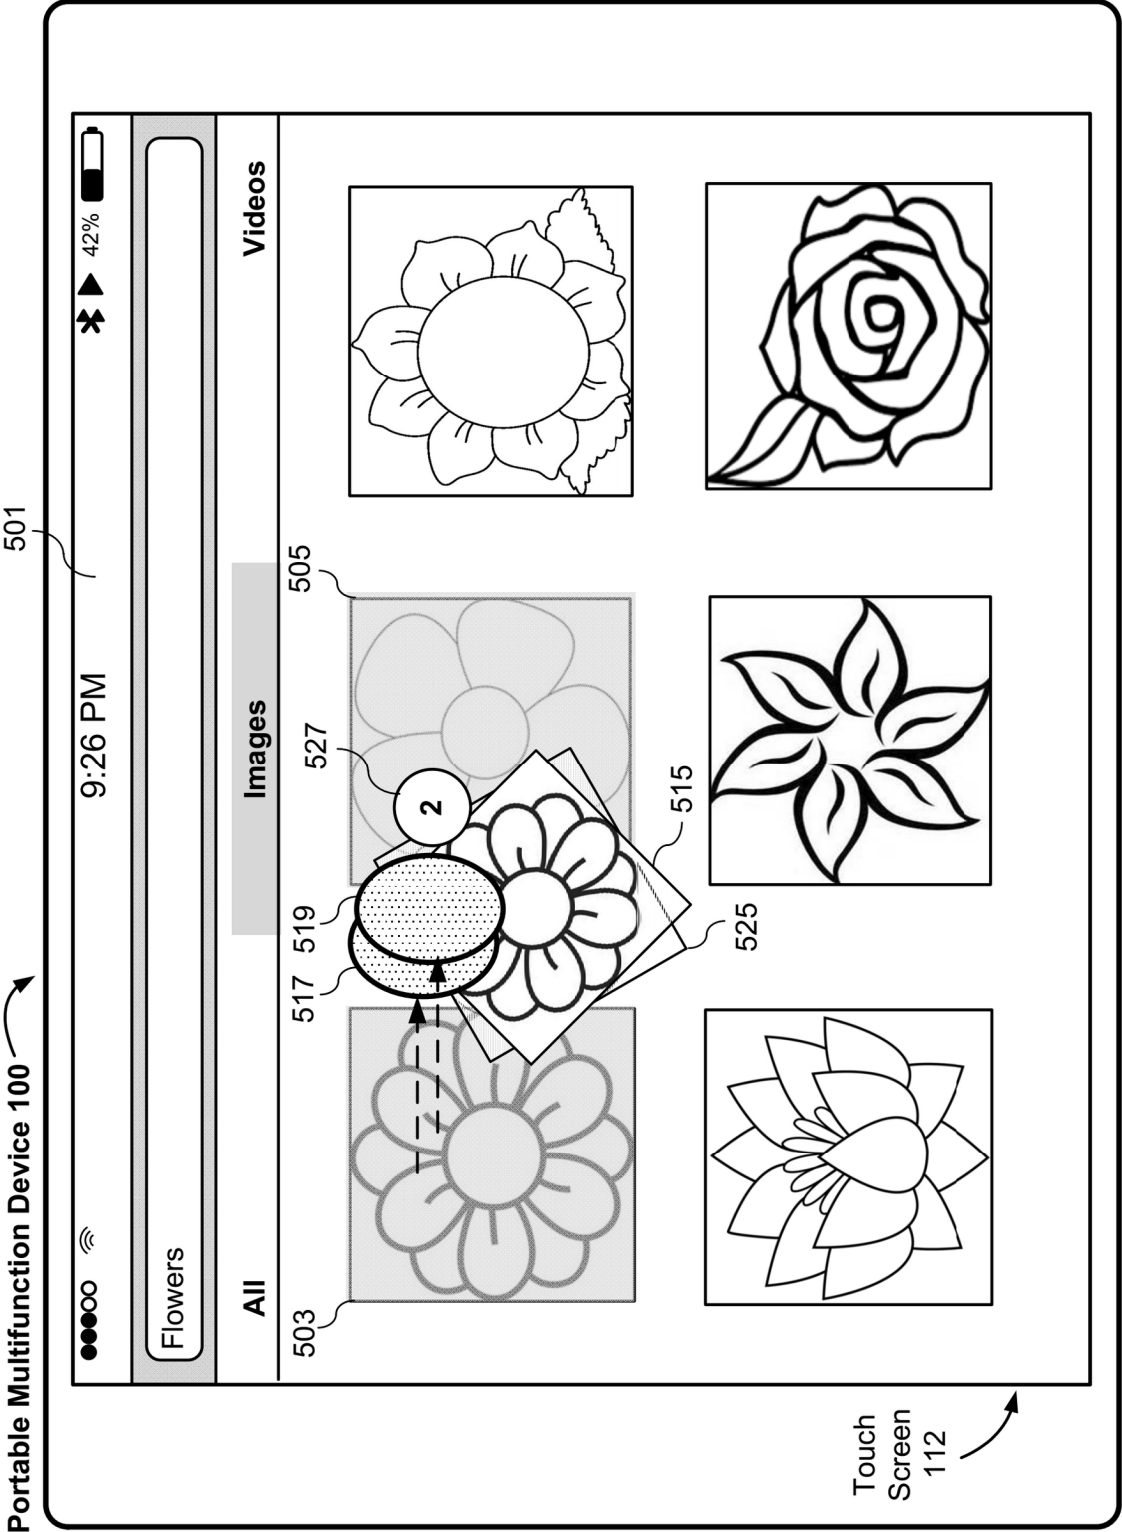 Portable Multifunction Device 100
501
9:26 PM
42%
Flowers
All
Images
Videos
503
517
519
527
505
2
525
515
Touch
Screen
112